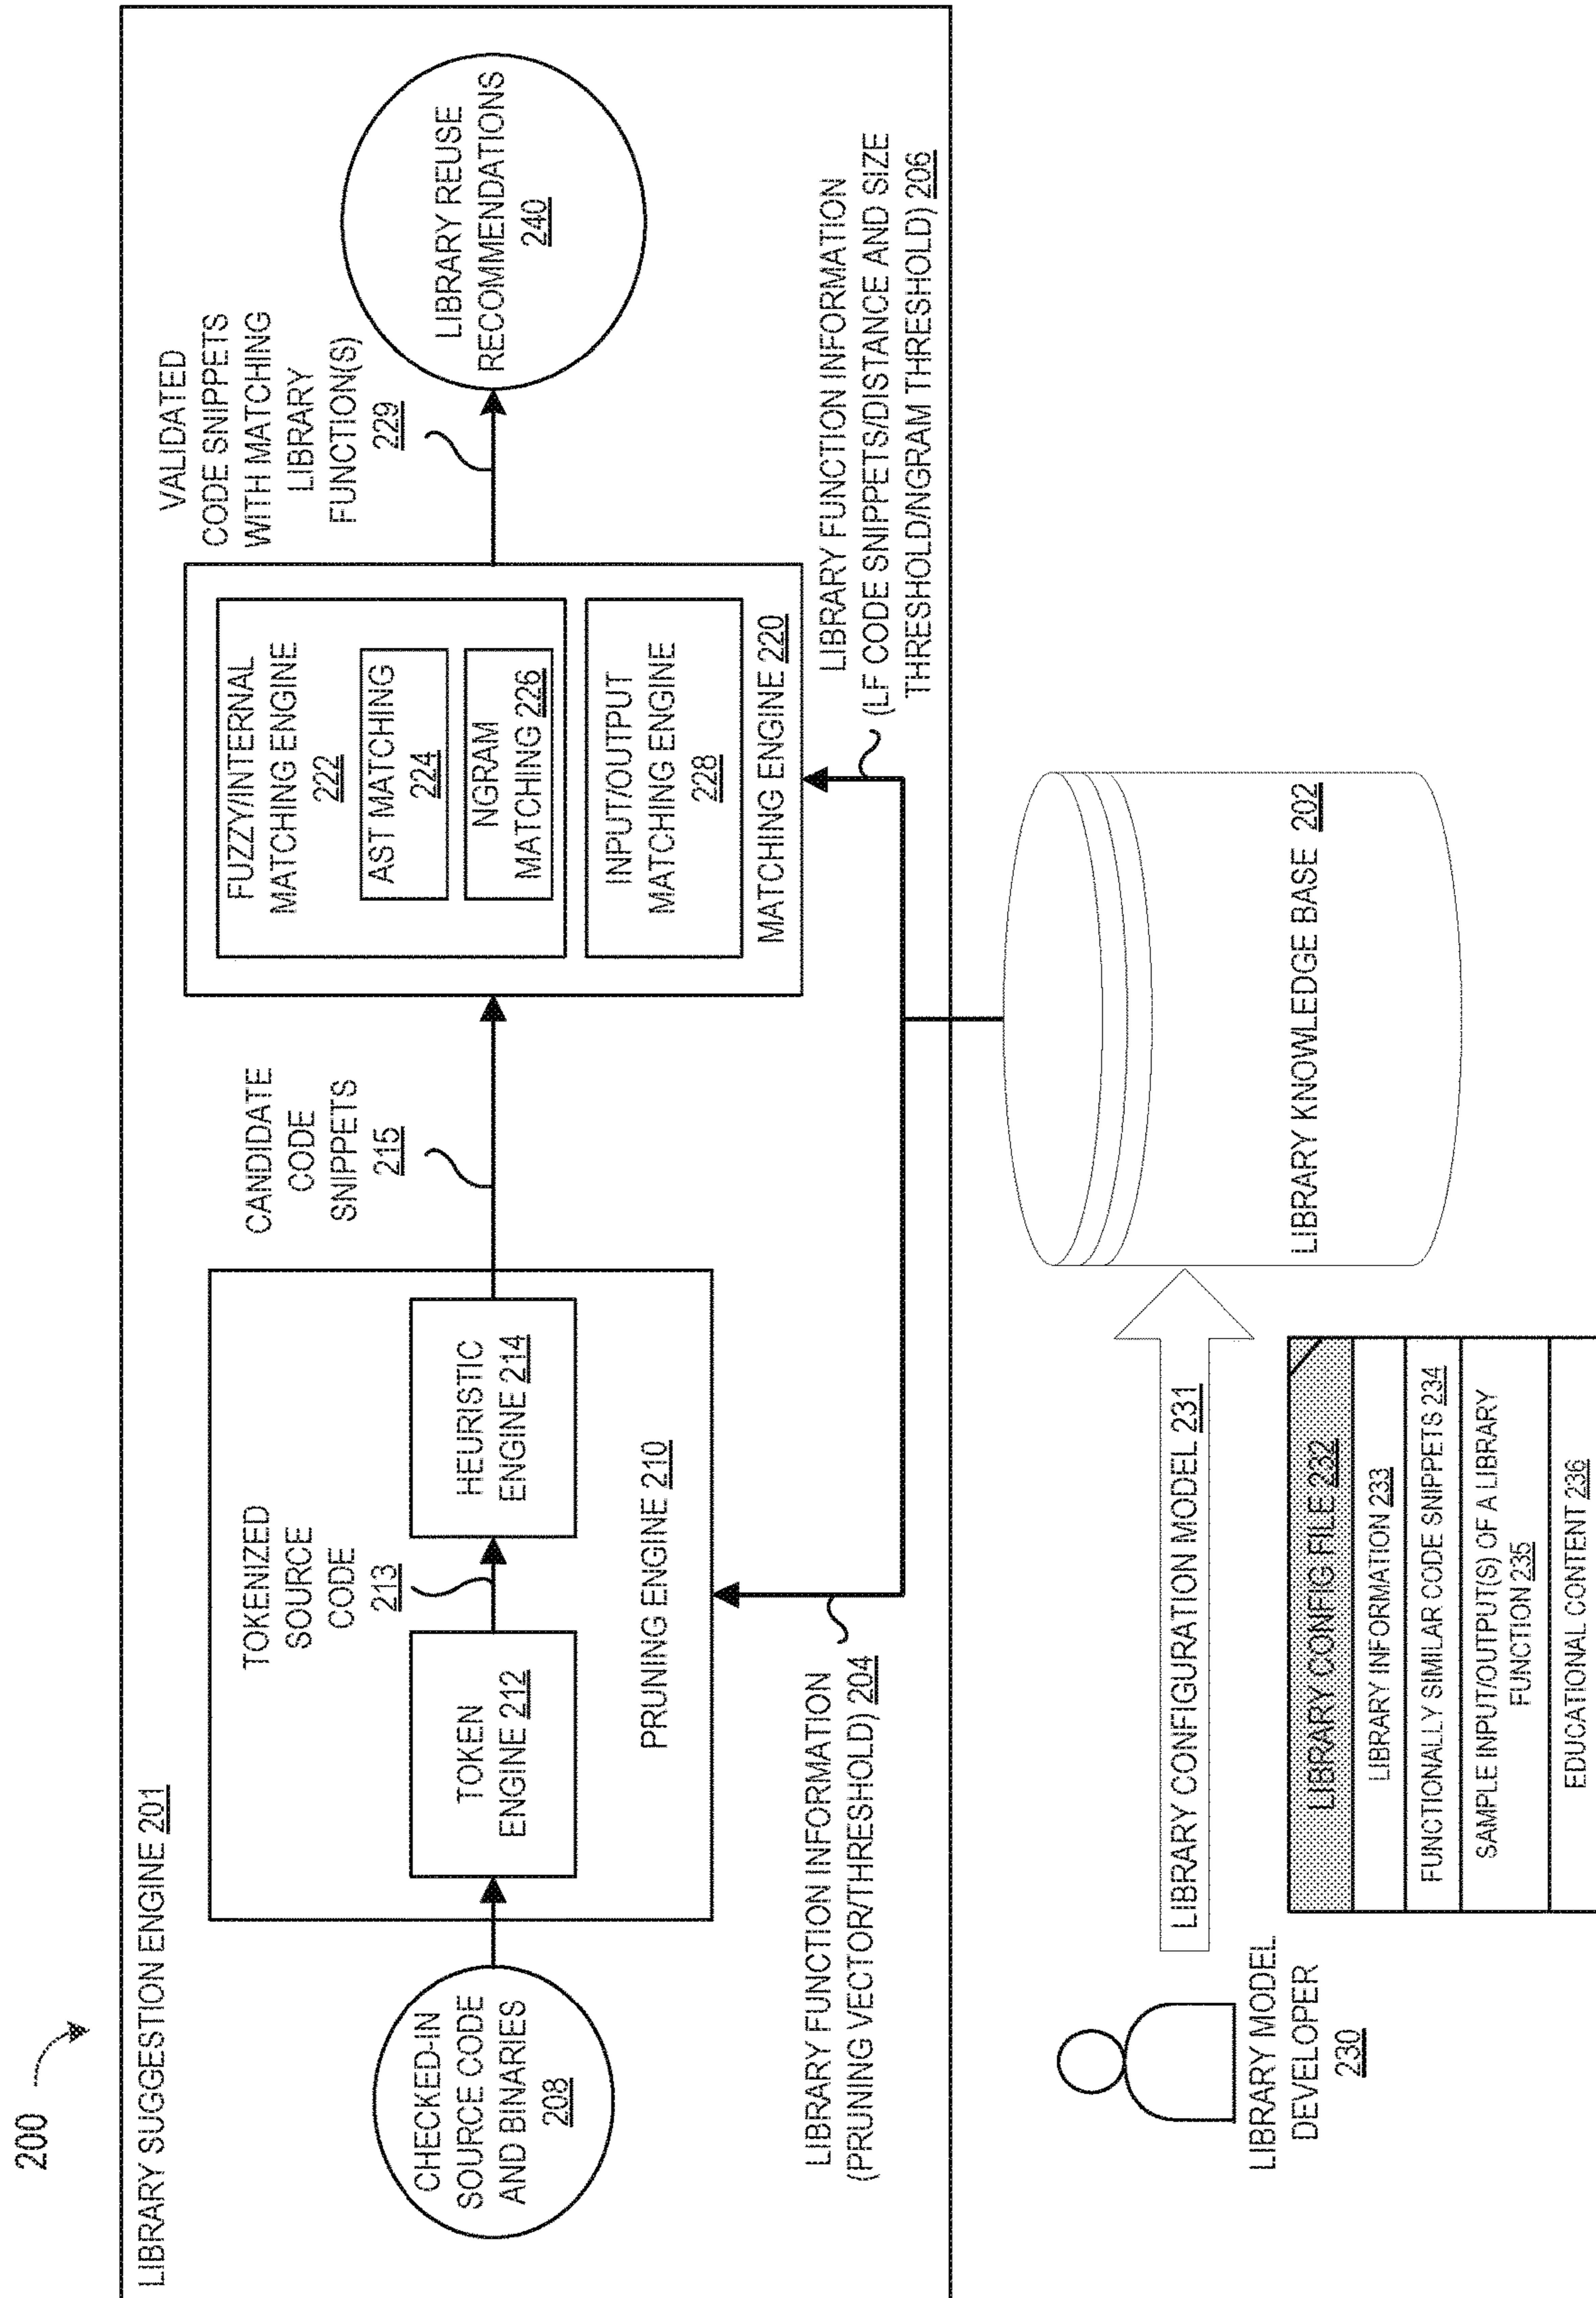 200
LIBRARY SUGGESTION ENGINE 201
CHECKED-IN
SOURCE CODE
AND BINARIES
208
TOKENIZED
SOURCE
CODE
213
TOKEN
ENGINE 212
HEURISTIC
ENGINE 214
PRUNING ENGINE 210
CANDIDATE
CODE
SNIPPETS
215
FUZZY/INTERNAL
MATCHING ENGINE
222
AST MATCHING
224
NGRAM
MATCHING 226
INPUT/OUTPUT
MATCHING ENGINE
228
MATCHING ENGINE 220
VALIDATED
CODE SNIPPETS
WITH MATCHING
LIBRARY
FUNCTION(S)
229
LIBRARY REUSE
RECOMMENDATIONS
240
LIBRARY FUNCTION INFORMATION
(PRUNING VECTOR/THRESHOLD) 204
LIBRARY FUNCTION INFORMATION
(LF CODE SNIPPETS/DISTANCE AND SIZE
THRESHOLD/NGRAM THRESHOLD) 206
LIBRARY MODEL
DEVELOPER
230
LIBRARY CONFIGURATION MODEL 231
LIBRARY KNOWLEDGE BASE 202
LIBRARY CONFIG FILE 232
LIBRARY INFORMATION 233
FUNCTIONALLY SIMILAR CODE SNIPPETS 234
SAMPLE INPUT/OUTPUT(S) OF A LIBRARY
FUNCTION 235
EDUCATIONAL CONTENT 236